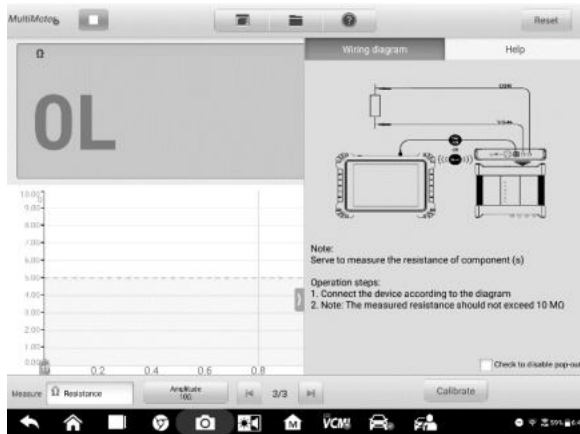 MultiMeter
Reset
Ω
OL
Wiring diagram
Help
COM
10.00
9.00
8.00
7.00
6.00
5.00
4.00
3.00
2.00
1.00
0.00
0.2
0.4
0.6
0.8
Note:
Serve to measure the resistance of component (s)
Operation steps:
1. Connect the device according to the diagram
2. Note: The measured resistance should not exceed 10 MΩ
Check to disable pop-out
Measure
Ω Resistance
Amplitude
10Ω
3/3
Calibrate
VCMI